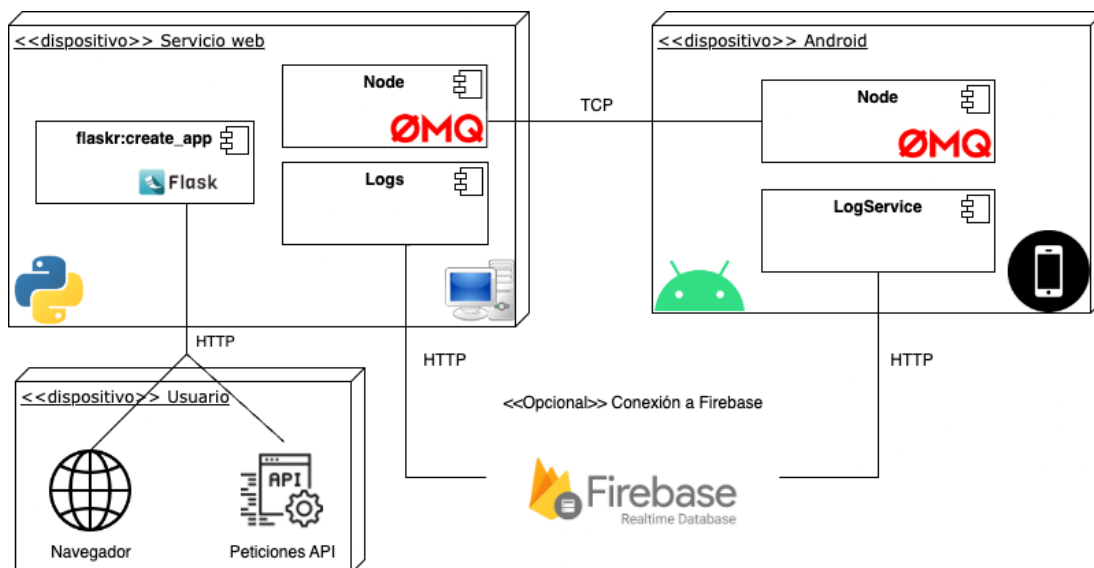 <<dispositivo>> Servicio web
Node
ØMQ
flaskr:create_app
Flask
Logs
TCP
<<dispositivo>> Android
Node
ØMQ
LogService
HTTP
HTTP
HTTP
<<dispositivo>> Usuario
API
Navegador
Peticiones API
<<Opcional>> Conexión a Firebase
Firebase
Realtime Database